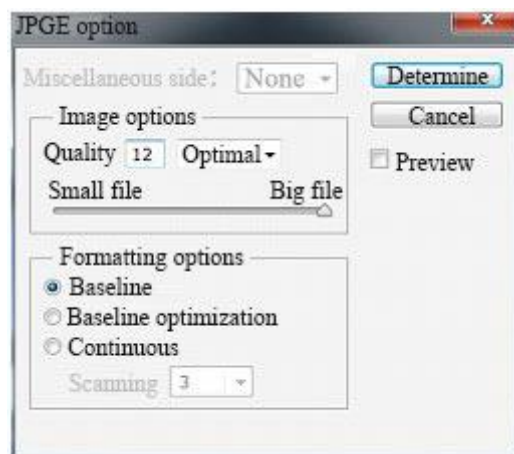 JPGE option
x
Miscellaneous side: None
Determine
Image options
Cancel
Quality 12 Optimal
Preview
Small file Big file
Formatting options
Baseline
Baseline optimization
Continuous
Scanning 3